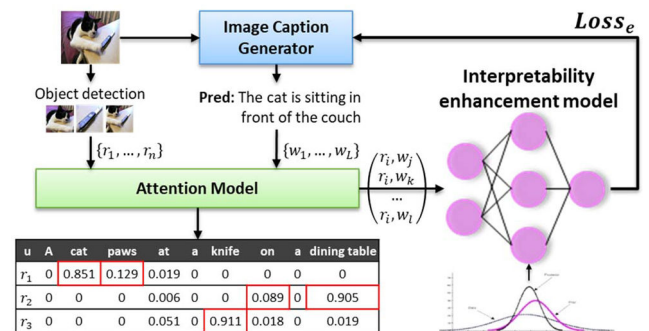 Image Caption
Generator
Loss_e
Object detection
Pred: The cat is sitting in
front of the couch
Interpretability
enhancement model
{r_1, ..., r_n}
{w_1, ..., w_L}
Attention Model
r_i, w_j
r_i, w_k
...
r_i, w_l
u A cat paws at a knife on a dining table
r_1 0 0.851 0.129 0.019 0 0 0 0 0
r_2 0 0 0 0.006 0 0 0.089 0 0.905
r_3 0 0 0 0.051 0 0.911 0.018 0 0.019